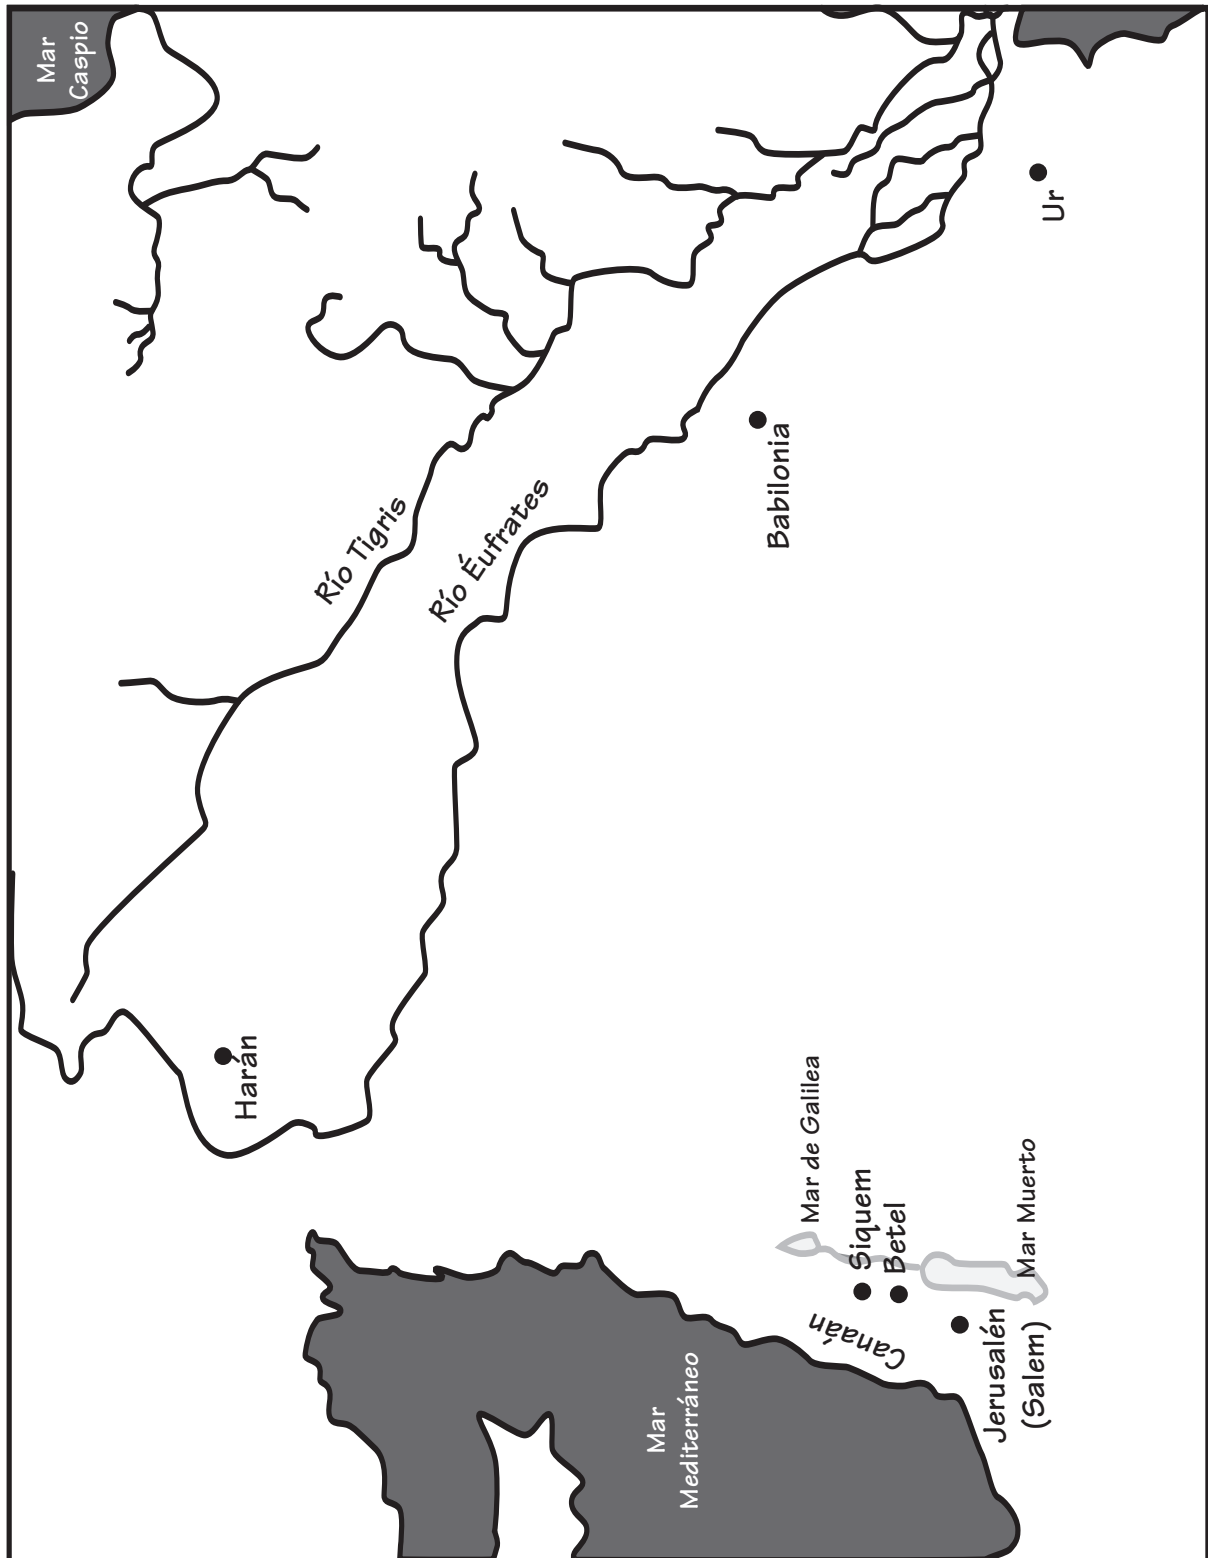 Mar
Caspio
Río Tigris
Río Éufrates
Harán
Babilonia
Ur
Mar
Mediterráneo
Canaán
Mar de Galilea
Siquem
Betel
Mar Muerto
Jerusalén
(Salem)